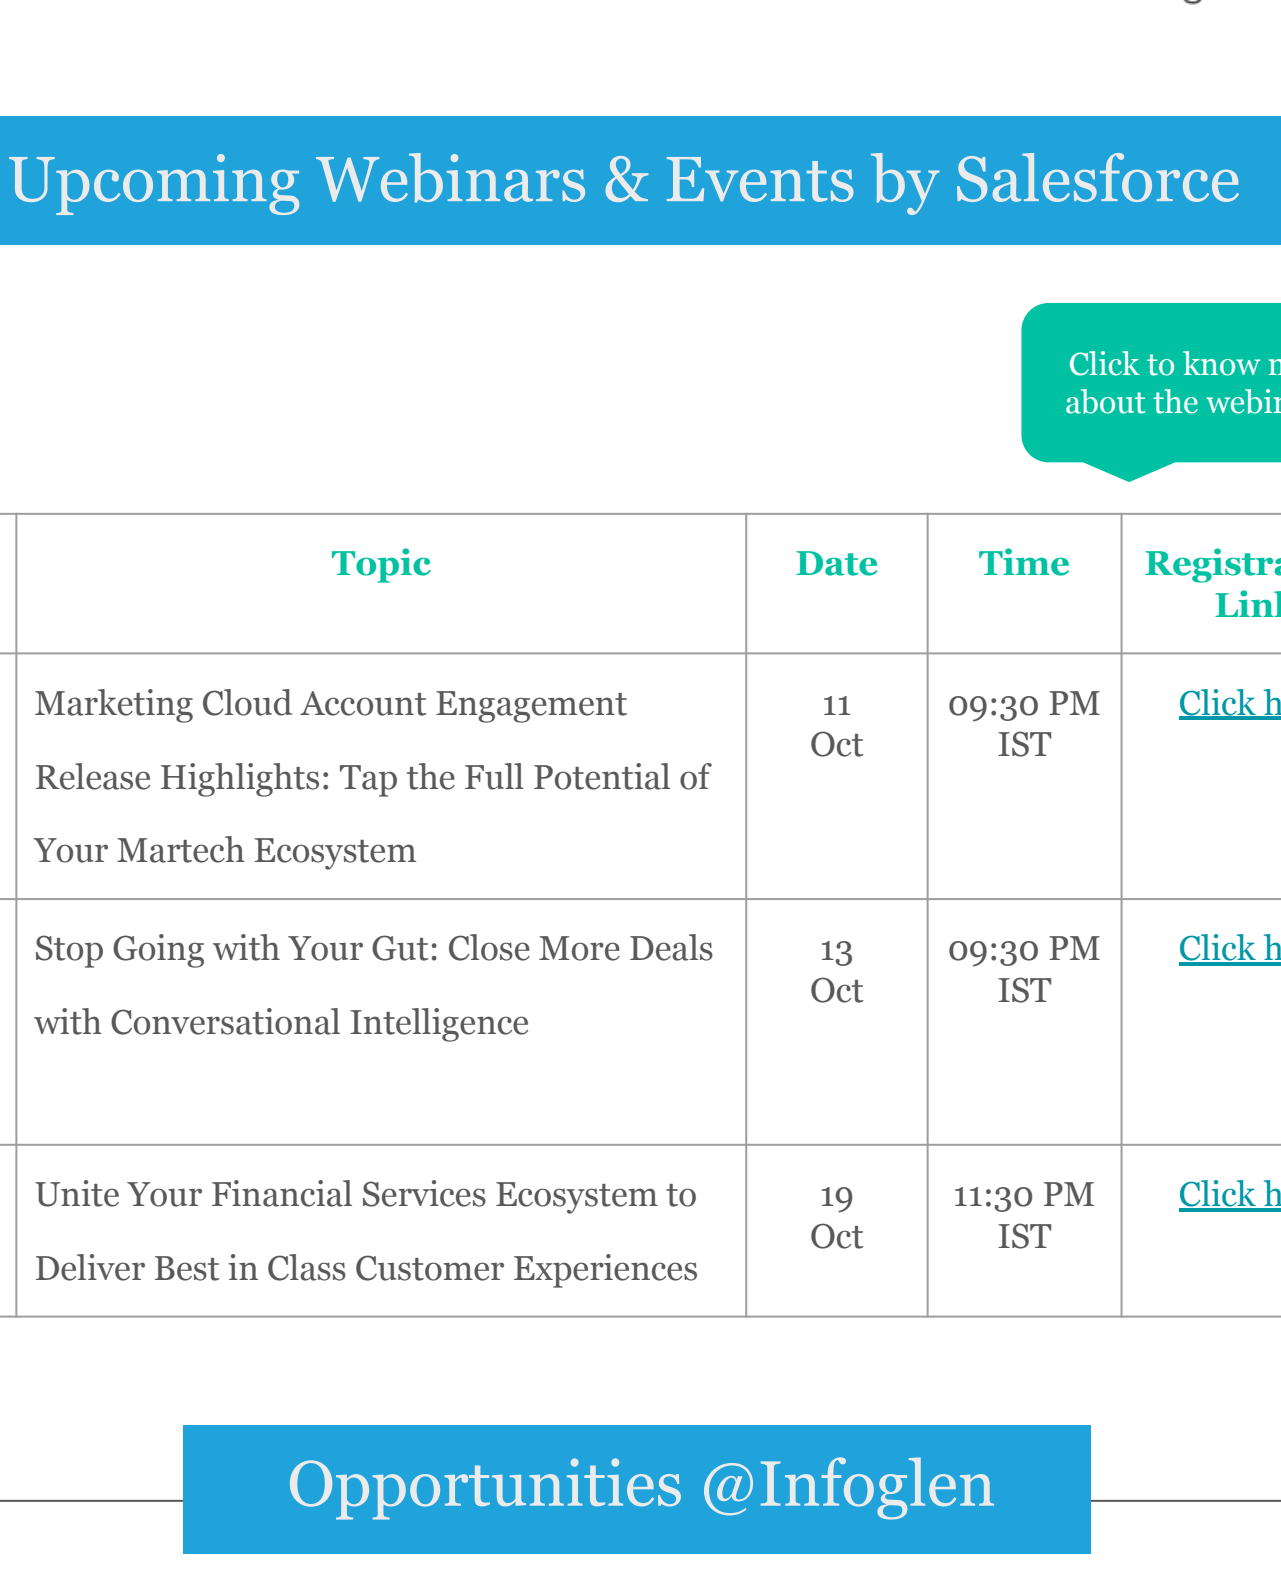 Upcoming Webinars & Events by Salesforce
Click to know
about the
Topic
Date
Time
Marketing Cloud Account Engagement
Release Highlights: Tap the Full Potential of
Your Martech Ecosystem
11
Oct
09:30 PM
IST
Click
Stop Going with Your Gut: Close More Deals
with Conversational Intelligence
13
Oct
09:30 PM
IST
Click
Unite Your Financial Services Ecosystem to
Deliver Best in Class Customer Experiences
19
Oct
11:30 PM
IST
Click
Opportunities @Infoglen